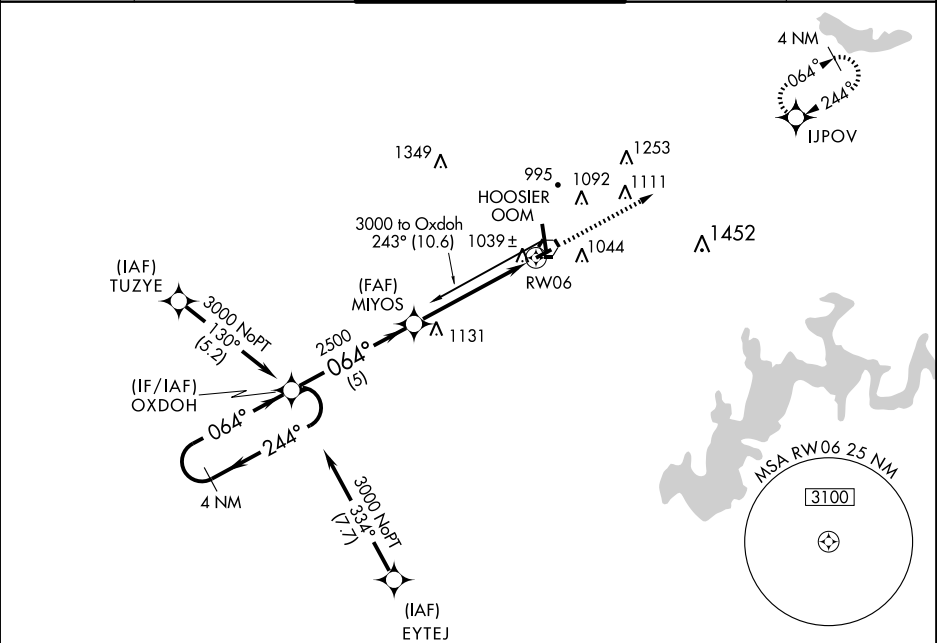 4 NM
064°
244°
IJPOV
1349
995
1092
1253
1111
HOOSIER
OOM
3000 to Oxdoh
243° (10.6)
1039±
1044
1452
RW06
(IAF)
TUZYE
3000 NoPT
130°
(5.2)
(FAF)
MIYOS
1131
2500
064°
(5)
(IF/IAF)
OXDOH
064°
244°
4 NM
3000 NoPT
334°
(7.7)
(IAF)
EYTEJ
MSA RW06 25 NM
3100